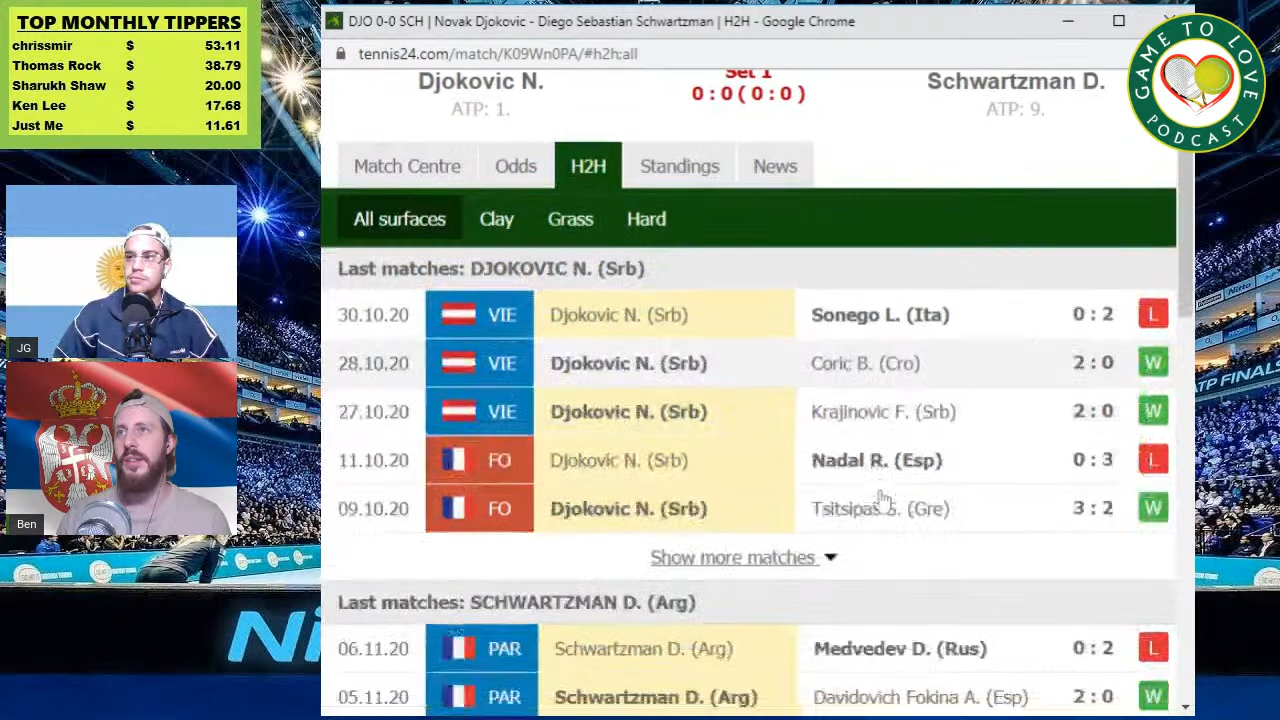 TOP MONTHLY TIPPERS
chrissmir $ 53.11
Thomas Rock $ 38.79
Sharukh Shaw $ 20.00
Ken Lee $ 17.68
Just Me $ 11.61
JG
Ben
DJO 0-0 SCH | Novak Djokovic - Diego Sebastian Schwartzman | H2H - Google Chrome
tennis24.com/match/K09Wn0PA/#h2h;all
GAME TO LOVE
PODCAST
Set 1
Djokovic N. 0 : 0 ( 0 : 0 ) Schwartzman D.
ATP: 1. ATP: 9.
Match Centre Odds H2H Standings News
All surfaces Clay Grass Hard
Last matches: DJOKOVIC N. (Srb)
30.10.20 VIE Djokovic N. (Srb) Sonego L. (Ita) 0 : 2 L
28.10.20 VIE Djokovic N. (Srb) Coric B. (Cro) 2 : 0 W
27.10.20 VIE Djokovic N. (Srb) Krajinovic F. (Srb) 2 : 0 W
11.10.20 FO Djokovic N. (Srb) Nadal R. (Esp) 0 : 3 L
09.10.20 FO Djokovic N. (Srb) Tsitsipas S. (Gre) 3 : 2 W
Show more matches
Last matches: SCHWARTZMAN D. (Arg)
06.11.20 PAR Schwartzman D. (Arg) Medvedev D. (Rus) 0 : 2 L
05.11.20 PAR Schwartzman D. (Arg) Davidovich Fokina A. (Esp) 2 : 0 W
ATP FINALS
Nitto